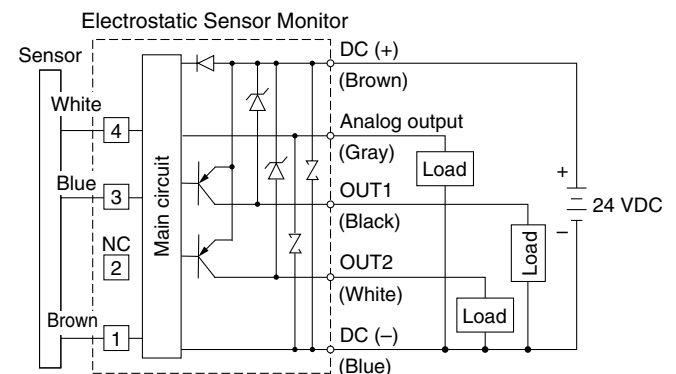 Electrostatic Sensor Monitor
Sensor
DC (+)
(Brown)
White
4
Analog output
(Gray)
Load
Main circuit
Blue
3
OUT1
(Black)
Load
+
24 VDC
–
NC
2
OUT2
(White)
Load
Brown
1
DC (–)
(Blue)